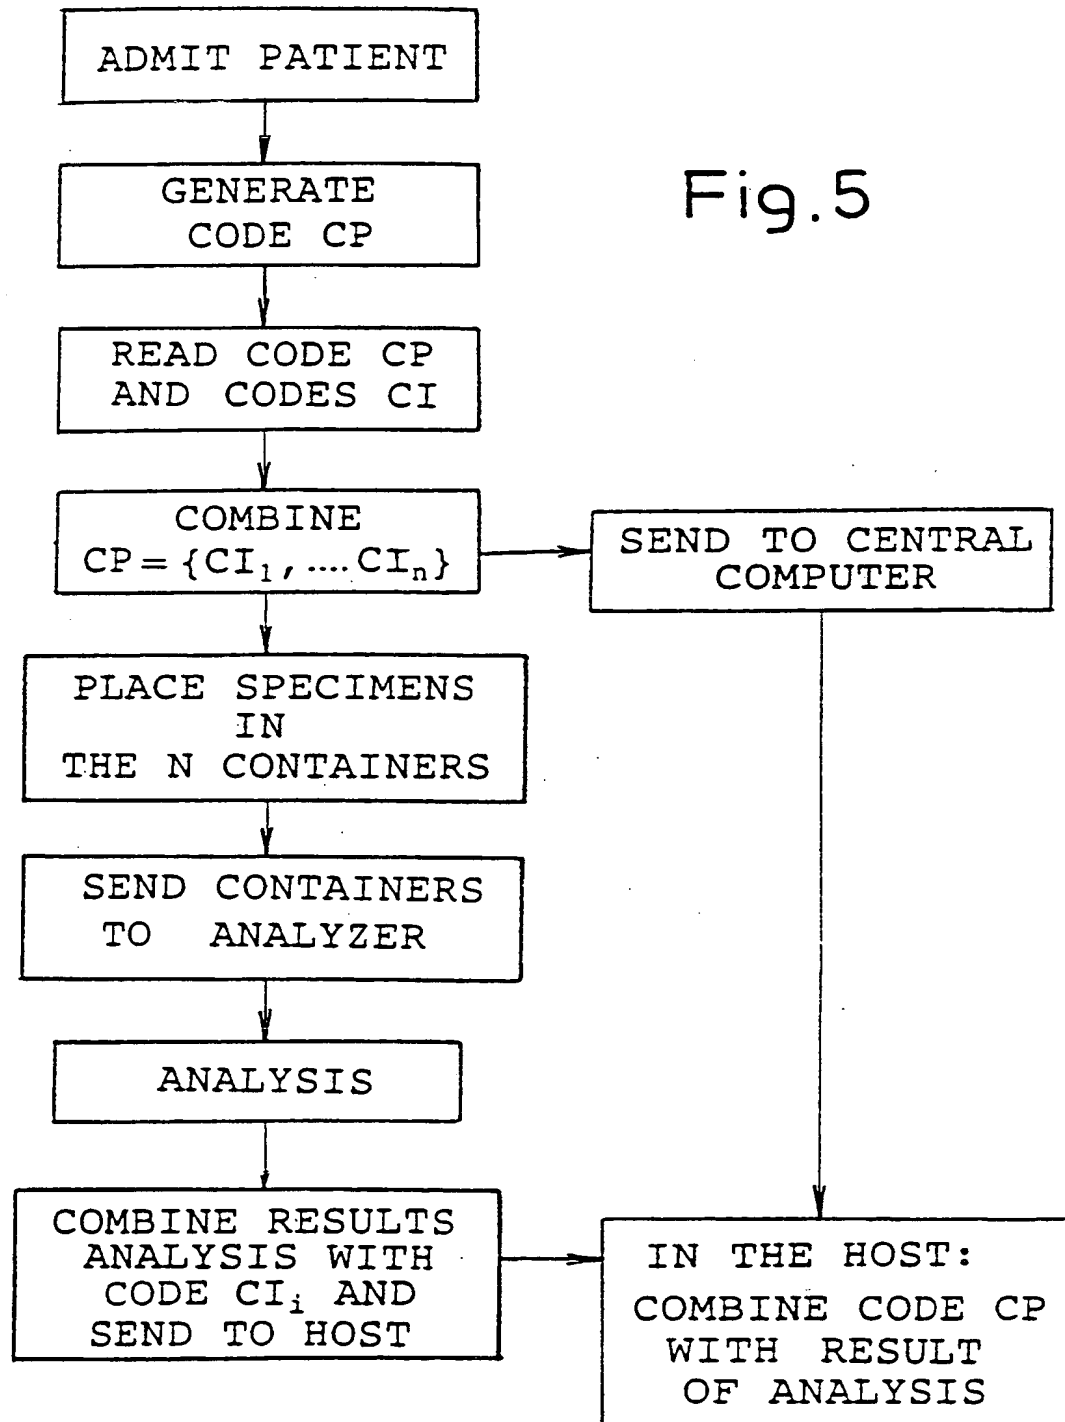 ADMIT PATIENT
Fig.5
GENERATE
CODE CP
READ CODE CP
AND CODES CI
COMBINE
CP = {CI₁, .... CIₙ}
SEND TO CENTRAL
COMPUTER
PLACE SPECIMENS
IN
THE N CONTAINERS
SEND CONTAINERS
TO ANALYZER
ANALYSIS
COMBINE RESULTS
ANALYSIS WITH
CODE CIᵢ AND
SEND TO HOST
IN THE HOST:
COMBINE CODE CP
WITH RESULT
OF ANALYSIS